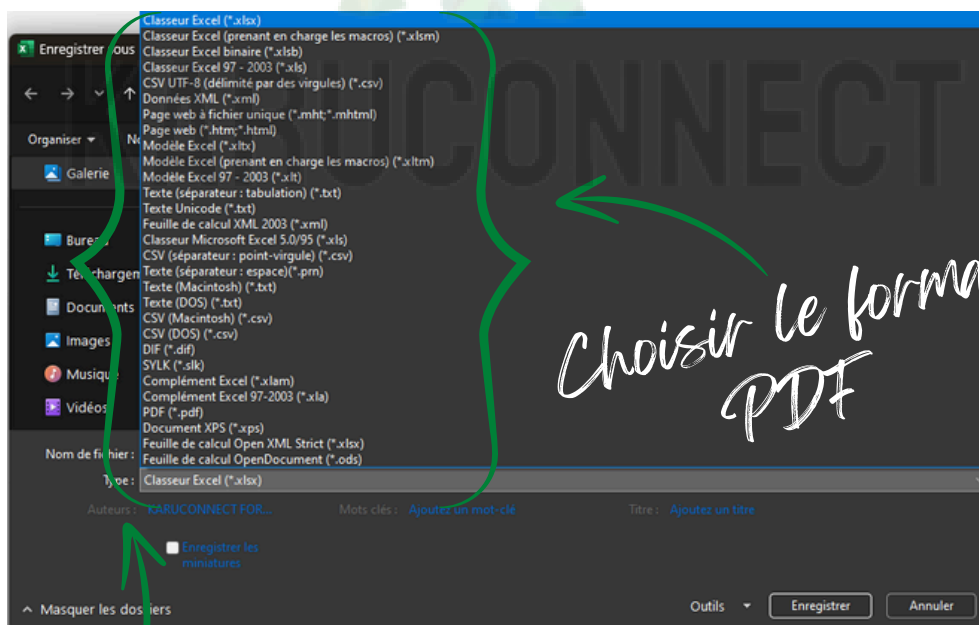 KARUCONNECT
Classeur Excel (*.xlsx)
Enregistrer sous
Classeur Excel (prenant en charge les macros) (*.xlsm)
Classeur Excel binaire (*.xlsb)
Classeur Excel 97 - 2003 (*.xls)
CSV UTF-8 (délimité par des virgules) (*.csv)
Données XML (*.xml)
Page web à fichier unique (*.mht;*.mhtml)
Page web (*.htm;*.html)
Organiser
Modèle Excel (*.xltx)
Modèle Excel (prenant en charge les macros) (*.xltm)
Galerie
Modèle Excel 97 - 2003 (*.xlt)
Texte (séparateur : tabulation) (*.txt)
Texte Unicode (*.txt)
Feuille de calcul XML 2003 (*.xml)
Bureau
Classeur Microsoft Excel 5.0/95 (*.xls)
CSV (séparateur : point-virgule) (*.csv)
Téléchargem
Texte (séparateur : espace)(*.prn)
Texte (Macintosh) (*.txt)
Documents
Texte (DOS) (*.txt)
CSV (Macintosh) (*.csv)
CSV (DOS) (*.csv)
Images
DIF (*.dif)
SYLK (*.slk)
Musique
Complément Excel (*.xlam)
Complément Excel 97-2003 (*.xla)
Vidéos
PDF (*.pdf)
Document XPS (*.xps)
Feuille de calcul Open XML Strict (*.xlsx)
Nom de fichier :
Feuille de calcul OpenDocument (*.ods)
Type : Classeur Excel (*.xlsx)
Auteurs : KARUCONNECT FOR... Mots clés : Ajoutez un mot-clé Titre : Ajoutez un titre
Enregistrer les
miniatures
Masquer les dossiers Outils Enregistrer Annuler
Choisir le forma
PDF